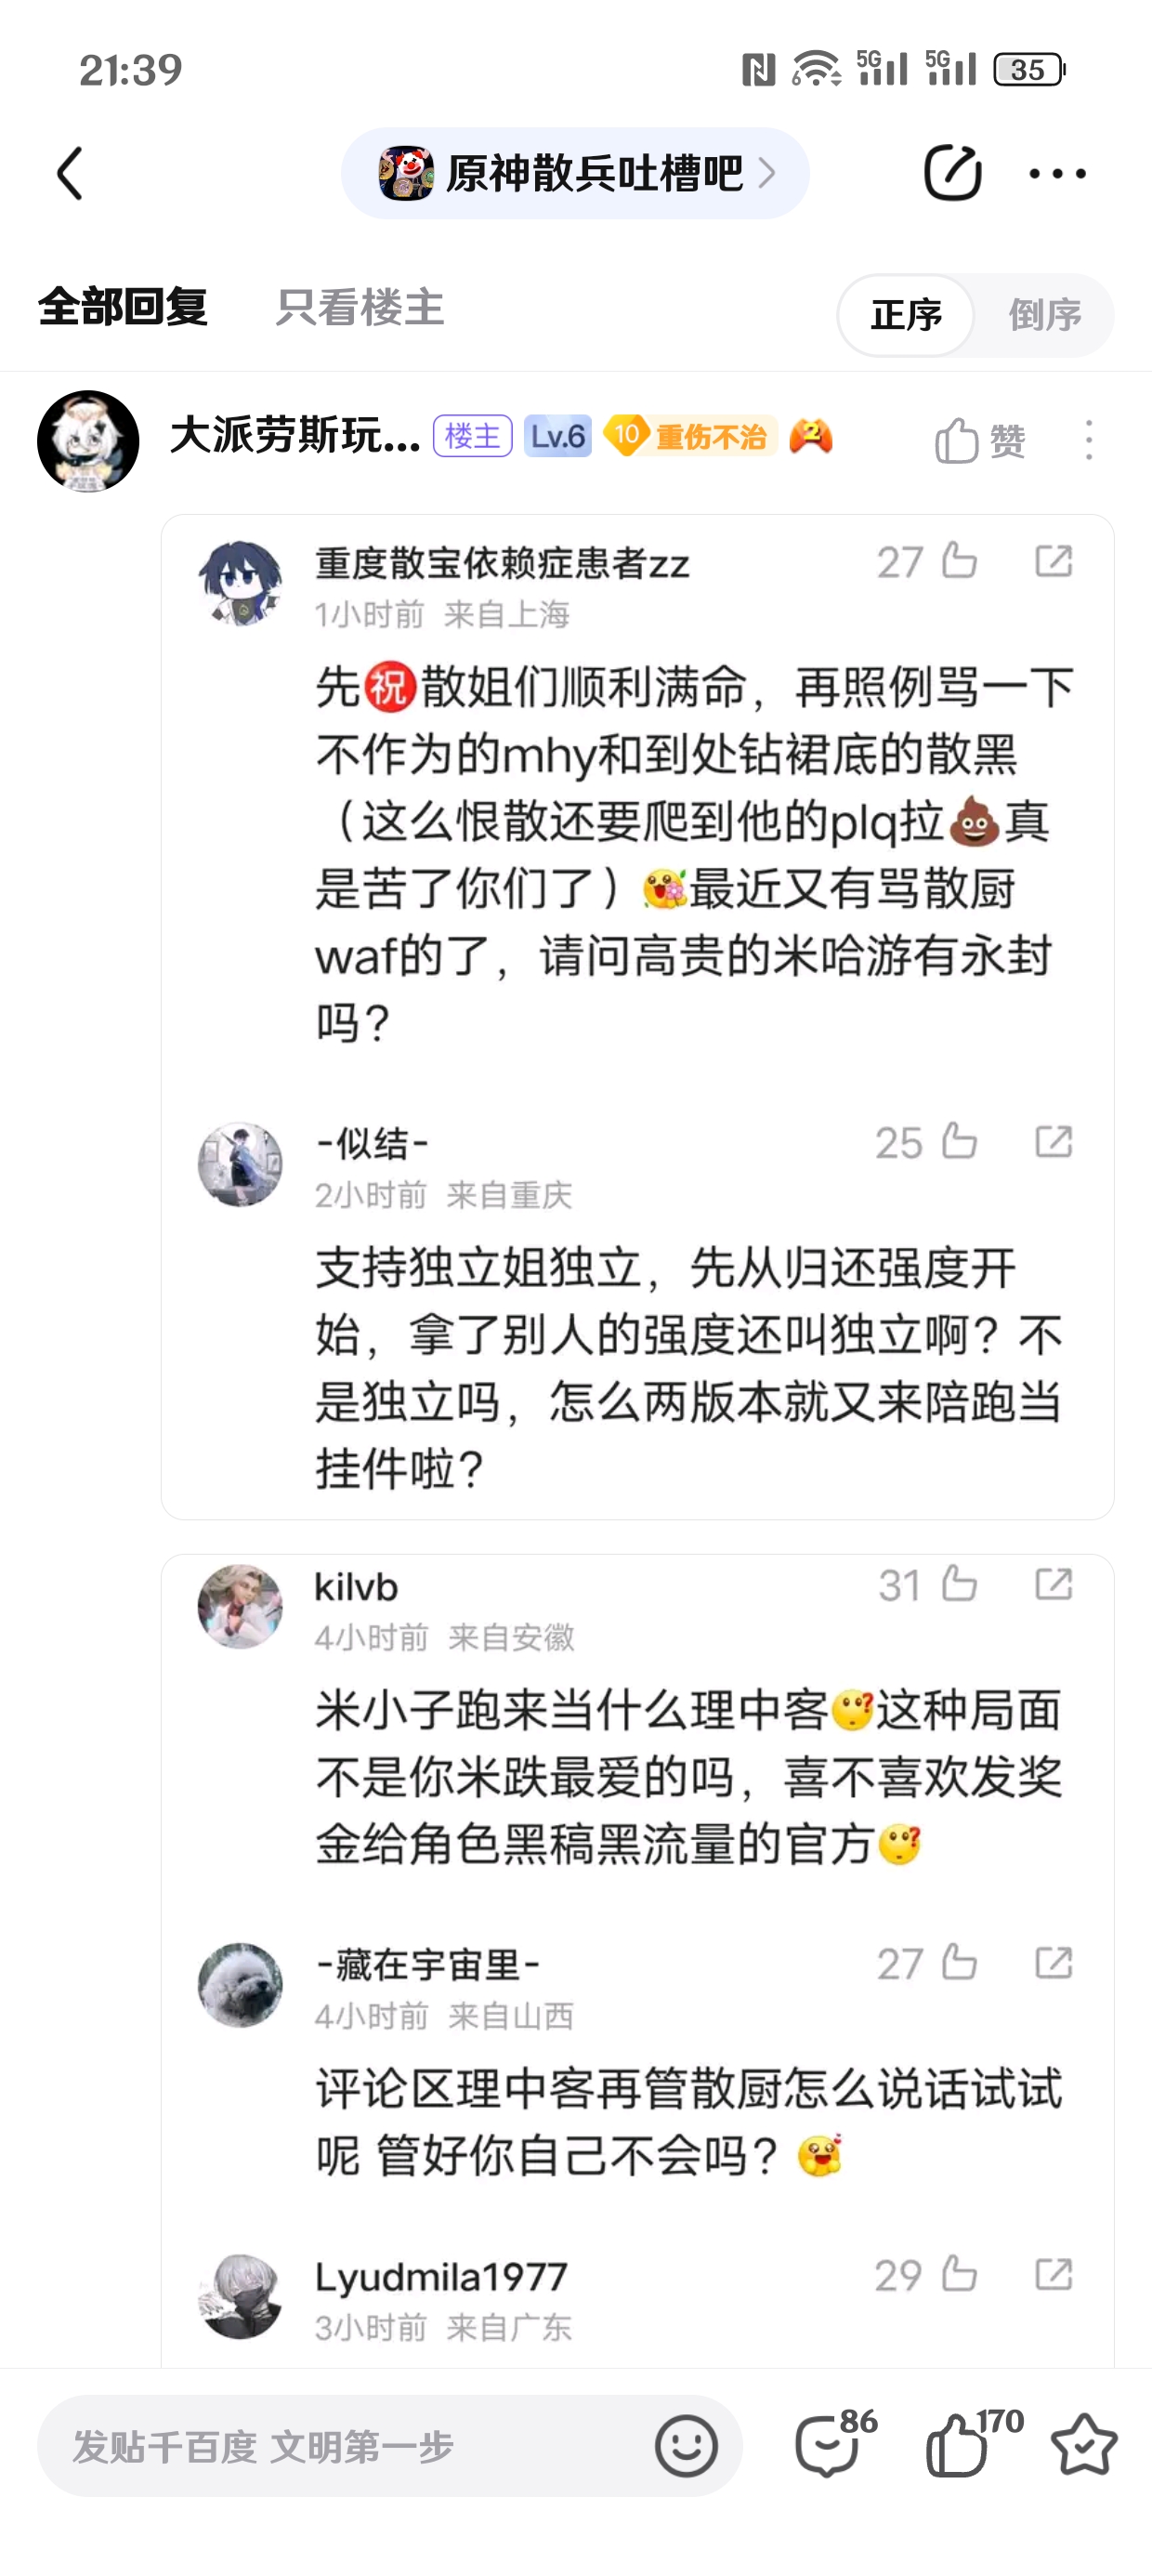 21:39
5G
5G
35
原神散兵吐槽吧
全部回复 只看楼主 正序 倒序
大派劳斯玩... 楼主 Lv.6 10 重伤不治 2 赞
重度散宝依赖症患者zz 27
1小时前 来自上海
先㊗️散姐们顺利满命，再照例骂一下
不作为的mhy和到处钻裙底的散黑
（这么恨散还要爬到他的plq拉💩真
是苦了你们了）最近又有骂散厨
waf的了，请问高贵的米哈游有永封
吗？
-似结- 25
2小时前 来自重庆
支持独立姐独立，先从归还强度开
始，拿了别人的强度还叫独立啊？不
是独立吗，怎么两版本就又来陪跑当
挂件啦？
kilvb 31
4小时前 来自安徽
米小子跑来当什么理中客这种局面
不是你米跌最爱的吗，喜不喜欢发奖
金给角色黑稿黑流量的官方
-藏在宇宙里- 27
4小时前 来自山西
评论区理中客再管散厨怎么说话试试
呢 管好你自己不会吗？
Lyudmila1977 29
3小时前 来自广东
发贴千百度 文明第一步 86 170